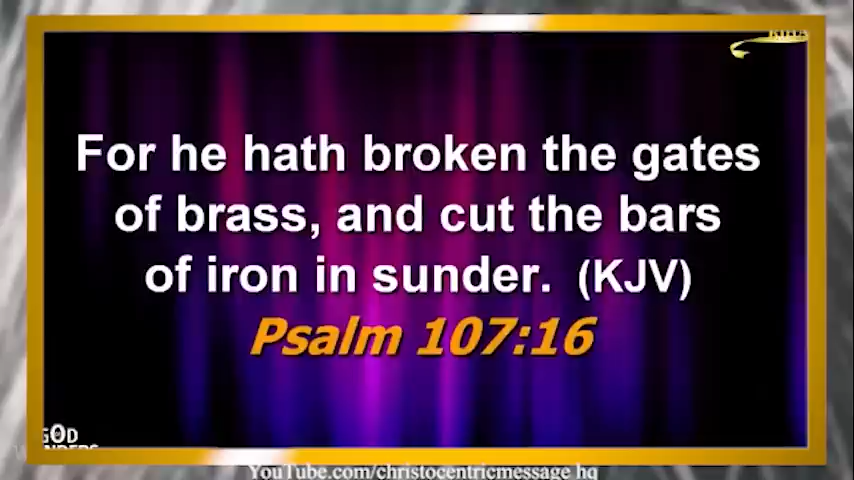 For he hath broken the gates
of brass, and cut the bars
of iron in sunder. (KJV)
Psalm 107:16
GOD
YouTube.com/christocentricmessage hq